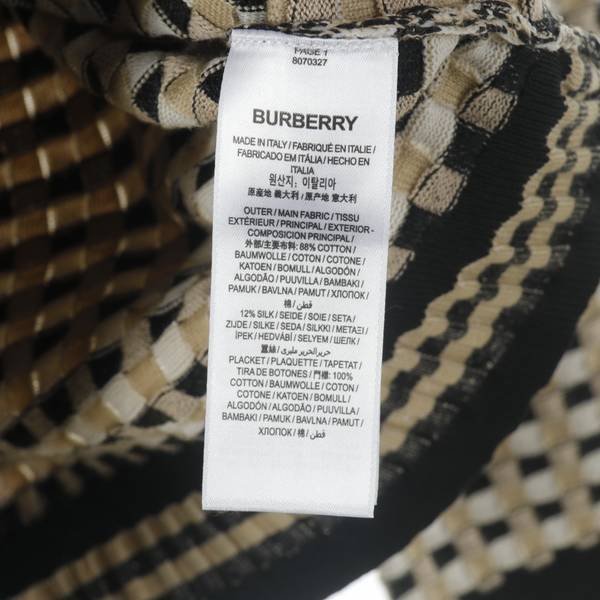 PAGE 1
8070327
BURBERRY
MADE IN ITALY / FABRIQUÉ EN ITALIE /
FABRICADO EM ITÁLIA / HECHO EN
ITALIA
원산지: 이탈리아
原産地 義大利 / 原产地 意大利
OUTER / MAIN FABRIC / TISSU
EXTÉRIEUR / PRINCIPAL / EXTERIOR -
COMPOSICION PRINCIPAL /
外部/主要布料: 88% COTTON /
BAUMWOLLE / COTON / COTONE /
KATOEN / BOMULL / ALGODÓN /
ALGODÃO / PUUVILLA / BAMBAKI /
PAMUK / BAVLNA / PAMUT / ХЛОПОК /
棉 / قطن /
12% SILK / SEIDE / SOIE / SETA /
ZIJDE / SILKE / SEDA / SILKKI / ΜΕΤΑΞΙ /
İPEK / HEDVÁBÍ / SELYEM / ШЕЛК /
蠶絲 / حرير/الحرير مليري /
PLACKET / PLAQUETTE / TAPETAT /
TIRA DE BOTONES / 門襟: 100%
COTTON / BAUMWOLLE / COTON /
COTONE / KATOEN / BOMULL /
ALGODÓN / ALGODÃO / PUUVILLA /
BAMBAKI / PAMUK / BAVLNA / PAMUT /
ХЛОПОК / 棉 / قطن /